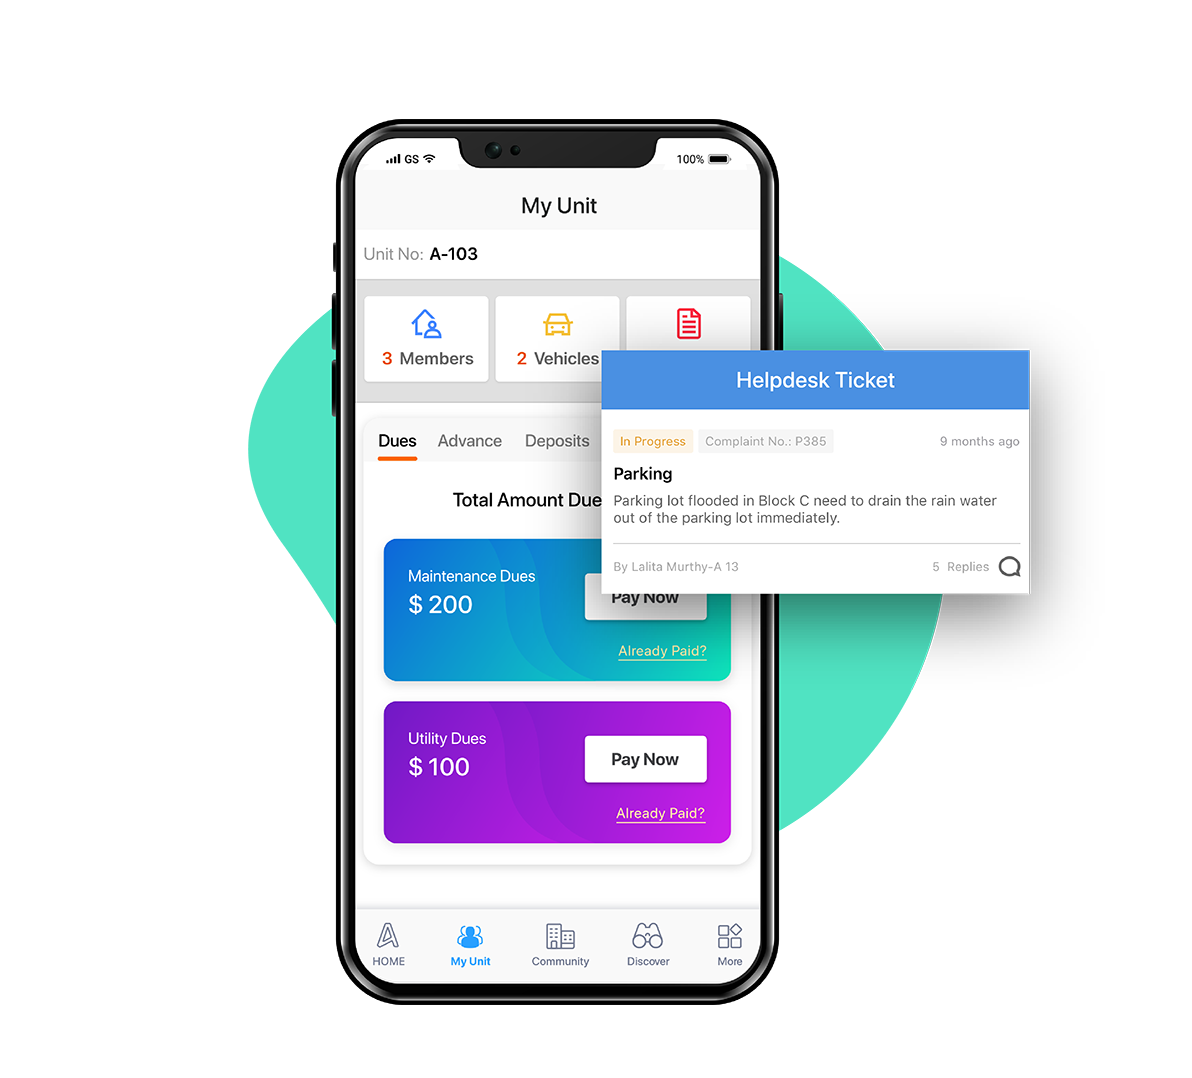 GS
100%
My Unit
Unit No: A-103
3 Members
2 Vehicles
Helpdesk Ticket
In Progress
Complaint No.: P385
9 months ago
Parking
Parking lot flooded in Block C need to drain the rain water
out of the parking lot immediately.
By Lalita Murthy-A 13
5 Replies
Dues
Advance
Deposits
Total Amount Due
Maintenance Dues
$ 200
Pay Now
Already Paid?
Utility Dues
$ 100
Pay Now
Already Paid?
HOME
My Unit
Community
Discover
More